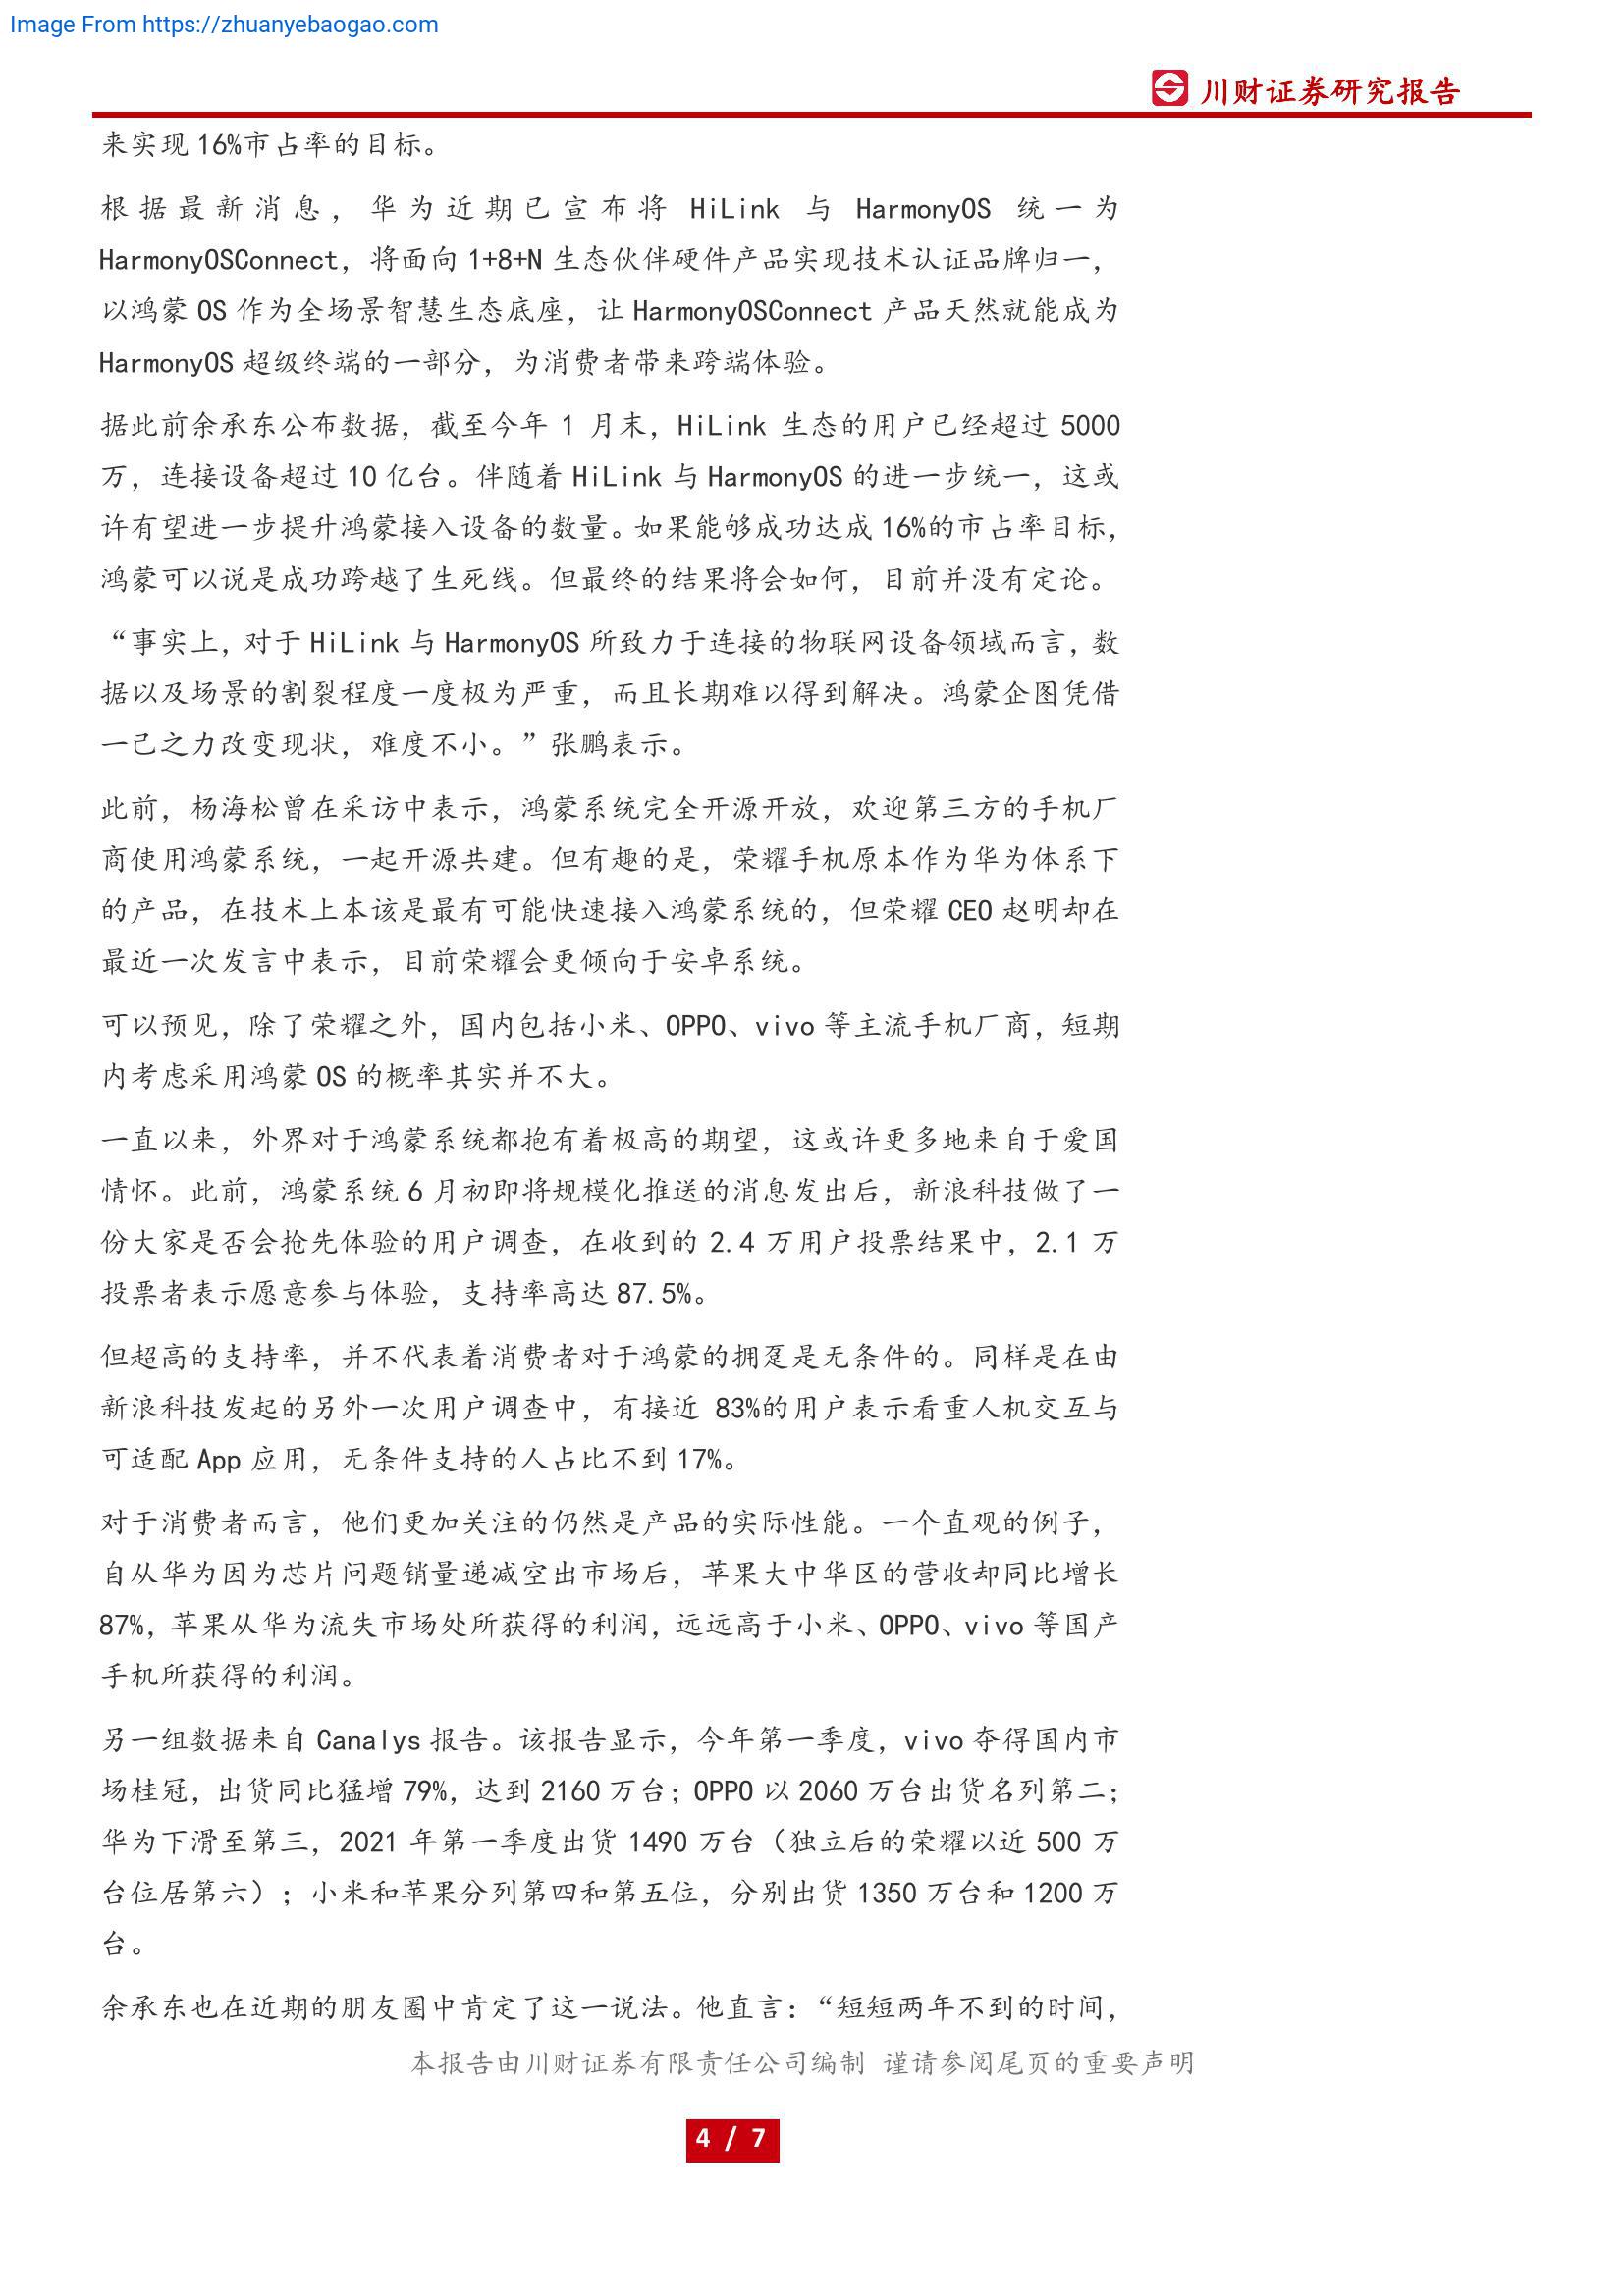 Image From https://zhuanyebaogao.com
川财证券研究报告
来实现 16%市占率的目标。
根据最新消息，华为近期已宣布将 HiLink 与 HarmonyOS 统一为
HarmonyOSConnect，将面向 1+8+N 生态伙伴硬件产品实现技术认证品牌归一，
以鸿蒙 OS 作为全场景智慧生态底座，让 HarmonyOSConnect 产品天然就能成为
HarmonyOS 超级终端的一部分，为消费者带来跨端体验。
据此前余承东公布数据，截至今年 1 月末，HiLink 生态的用户已经超过 5000
万，连接设备超过 10 亿台。伴随着 HiLink 与 HarmonyOS 的进一步统一，这或
许有望进一步提升鸿蒙接入设备的数量。如果能够成功达成 16%的市占率目标，
鸿蒙可以说是成功跨越了生死线。但最终的结果将会如何，目前并没有定论。
“事实上，对于 HiLink 与 HarmonyOS 所致力于连接的物联网设备领域而言，数
据以及场景的割裂程度一度极为严重，而且长期难以得到解决。鸿蒙企图凭借
一己之力改变现状，难度不小。”张鹏表示。
此前，杨海松曾在采访中表示，鸿蒙系统完全开源开放，欢迎第三方的手机厂
商使用鸿蒙系统，一起开源共建。但有趣的是，荣耀手机原本作为华为体系下
的产品，在技术上本该是最有可能快速接入鸿蒙系统的，但荣耀 CEO 赵明却在
最近一次发言中表示，目前荣耀会更倾向于安卓系统。
可以预见，除了荣耀之外，国内包括小米、OPPO、vivo 等主流手机厂商，短期
内考虑采用鸿蒙 OS 的概率其实并不大。
一直以来，外界对于鸿蒙系统都抱有着极高的期望，这或许更多地来自于爱国
情怀。此前，鸿蒙系统 6 月初即将规模化推送的消息发出后，新浪科技做了一
份大家是否会抢先体验的用户调查，在收到的 2.4 万用户投票结果中，2.1 万
投票者表示愿意参与体验，支持率高达 87.5%。
但超高的支持率，并不代表着消费者对于鸿蒙的拥趸是无条件的。同样是在由
新浪科技发起的另外一次用户调查中，有接近 83%的用户表示看重人机交互与
可适配 App 应用，无条件支持的人占比不到 17%。
对于消费者而言，他们更加关注的仍然是产品的实际性能。一个直观的例子，
自从华为因为芯片问题销量递减空出市场后，苹果大中华区的营收却同比增长
87%，苹果从华为流失市场处所获得的利润，远远高于小米、OPPO、vivo 等国产
手机所获得的利润。
另一组数据来自 Canalys 报告。该报告显示，今年第一季度，vivo 夺得国内市
场桂冠，出货同比猛增 79%，达到 2160 万台；OPPO 以 2060 万台出货名列第二；
华为下滑至第三，2021 年第一季度出货 1490 万台（独立后的荣耀以近 500 万
台位居第六）；小米和苹果分列第四和第五位，分别出货 1350 万台和 1200 万
台。
余承东也在近期的朋友圈中肯定了这一说法。他直言：“短短两年不到的时间，
本报告由川财证券有限责任公司编制 谨请参阅尾页的重要声明
4 / 7